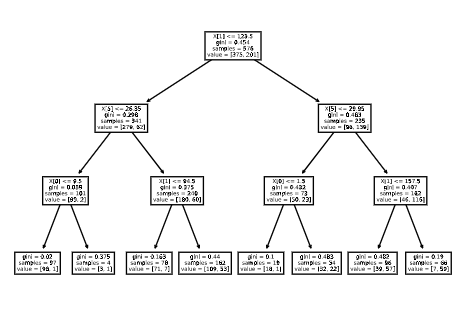 X[1] <= 123.5
gini = 0.454
samples = 576
value = [375, 201]
X[5] <= 26.35
gini = 0.298
samples = 341
value = [279, 62]
X[5] <= 29.95
gini = 0.483
samples = 235
value = [96, 139]
X[0] <= 9.5
gini = 0.039
samples = 101
value = [99, 2]
X[1] <= 94.5
gini = 0.375
samples = 240
value = [180, 60]
X[0] <= 1.5
gini = 0.432
samples = 73
value = [50, 23]
X[1] <= 157.5
gini = 0.407
samples = 162
value = [46, 116]
gini = 0.02
samples = 97
value = [96, 1]
gini = 0.375
samples = 4
value = [3, 1]
gini = 0.163
samples = 78
value = [71, 7]
gini = 0.44
samples = 162
value = [109, 53]
gini = 0.1
samples = 19
value = [18, 1]
gini = 0.483
samples = 54
value = [32, 22]
gini = 0.482
samples = 96
value = [39, 57]
gini = 0.19
samples = 66
value = [7, 59]